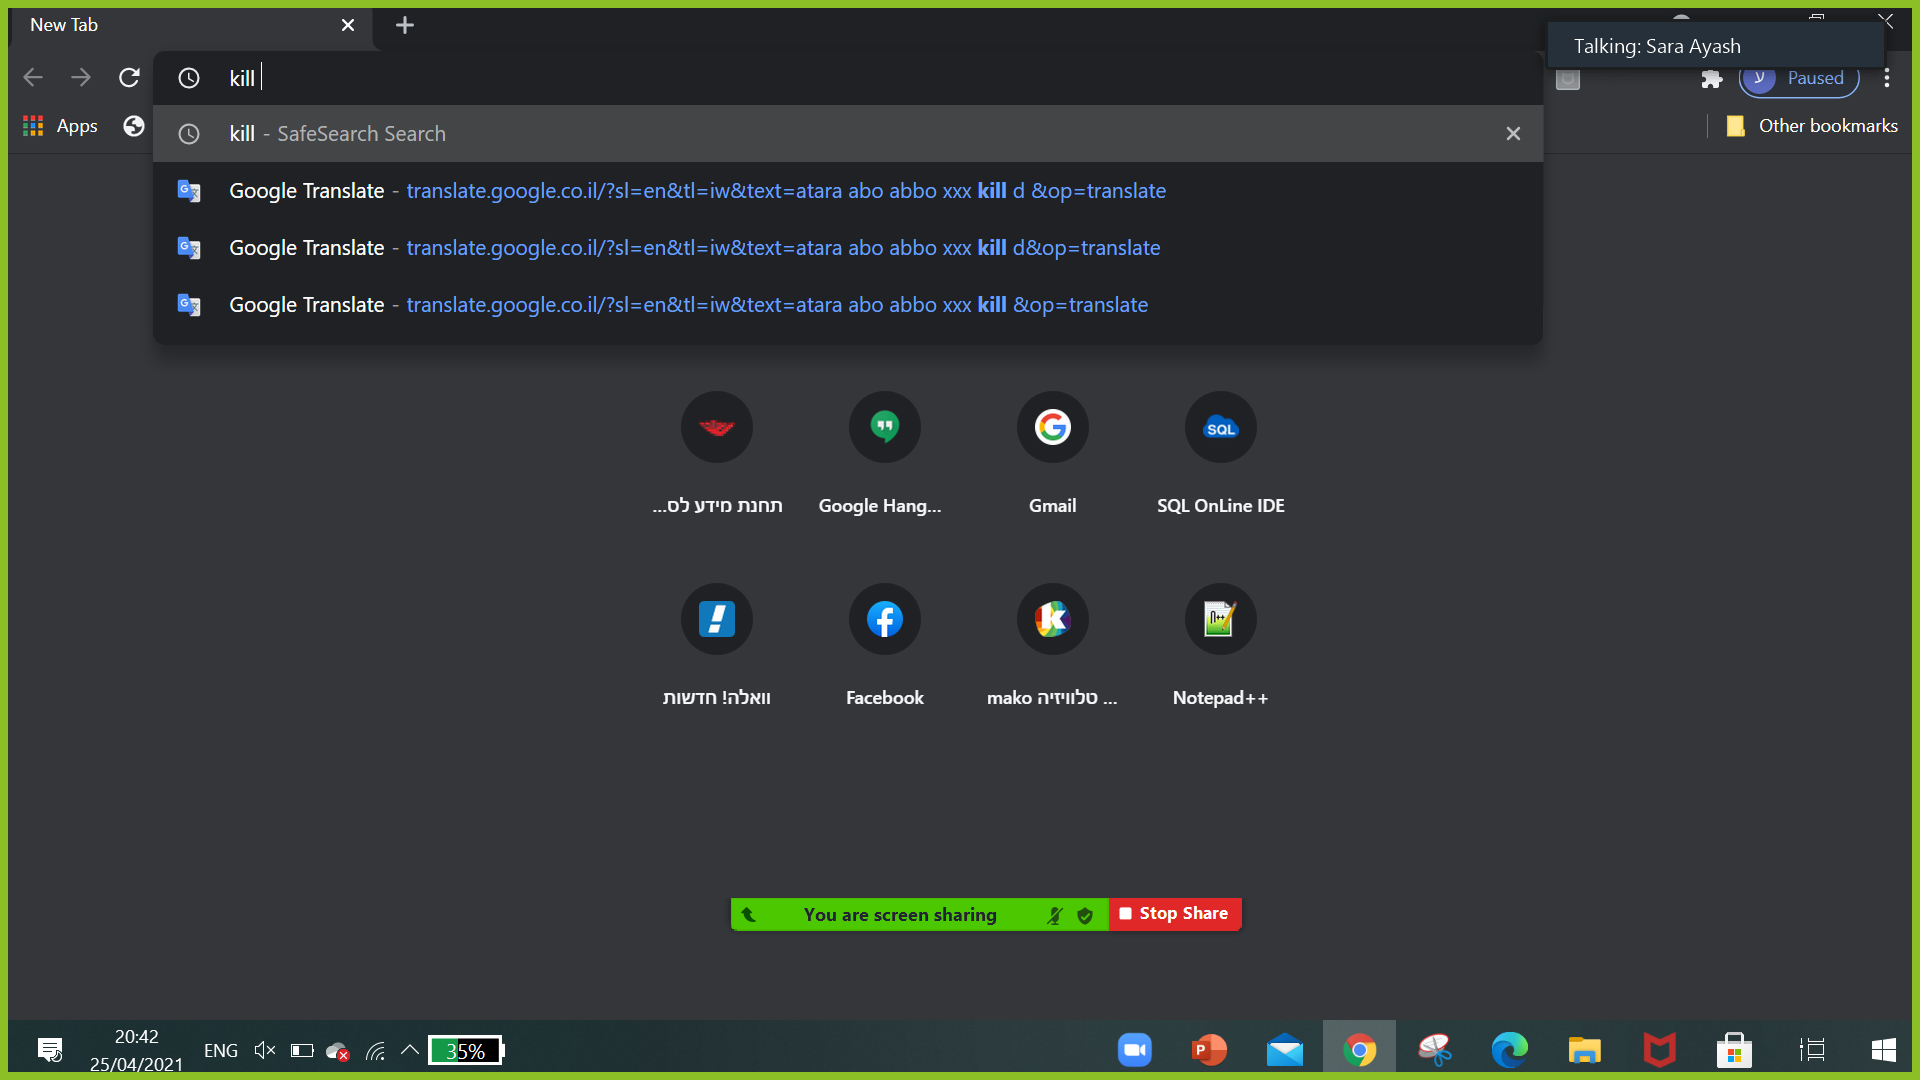 New Tab
Talking: Sara Ayash
kill
ע Paused
Apps
Other bookmarks
kill - SafeSearch Search
Google Translate - translate.google.co.il/?sl=en&tl=iw&text=atara abo abbo xxx kill d &op=translate
Google Translate - translate.google.co.il/?sl=en&tl=iw&text=atara abo abbo xxx kill d&op=translate
Google Translate - translate.google.co.il/?sl=en&tl=iw&text=atara abo abbo xxx kill &op=translate
SQL
תחנת מידע לס...
Google Hang...
Gmail
SQL OnLine IDE
וואלה! חדשות
Facebook
mako טלוויזיה ...
Notepad++
You are screen sharing
Stop Share
20:42
25/04/2021
ENG
35%